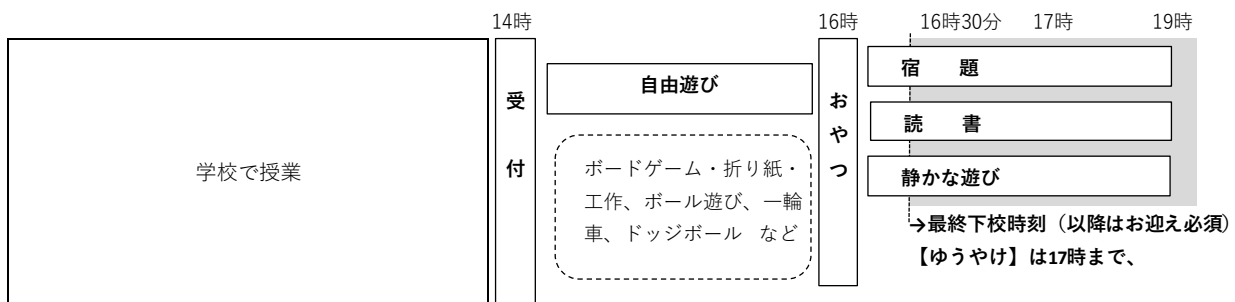 14時
16時
16時30分
17時
19時
学校で授業
受付
自由遊び
ボードゲーム・折り紙・
工作、ボール遊び、一輪
車、ドッジボール　など
おやつ
宿　題
読　書
静かな遊び
→最終下校時刻（以降はお迎え必須）
【ゆうやけ】は17時まで、